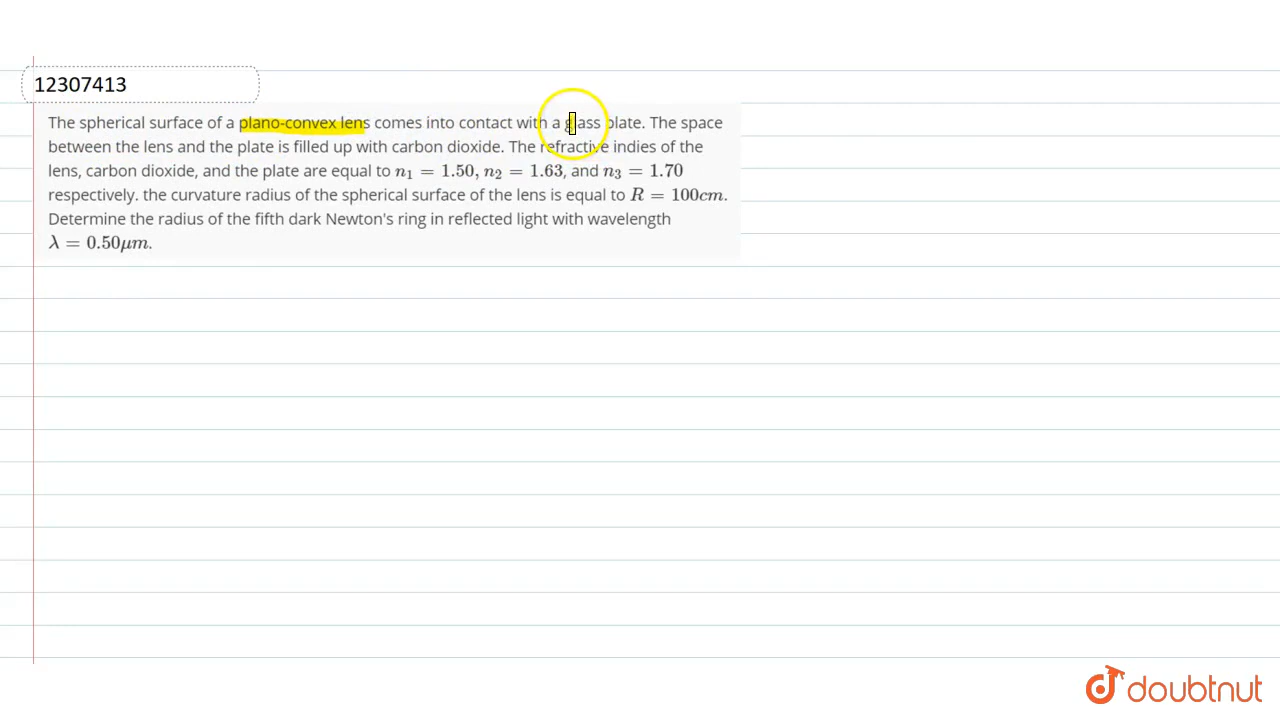 12307413
The spherical surface of a plano-convex lens comes into contact with a glass plate. The space
between the lens and the plate is filled up with carbon dioxide. The refractive indies of the
lens, carbon dioxide, and the plate are equal to n₁ = 1.50, n₂ = 1.63, and n₃ = 1.70
respectively. the curvature radius of the spherical surface of the lens is equal to R = 100cm.
Determine the radius of the fifth dark Newton's ring in reflected light with wavelength
λ = 0.50μm.
doubtnut